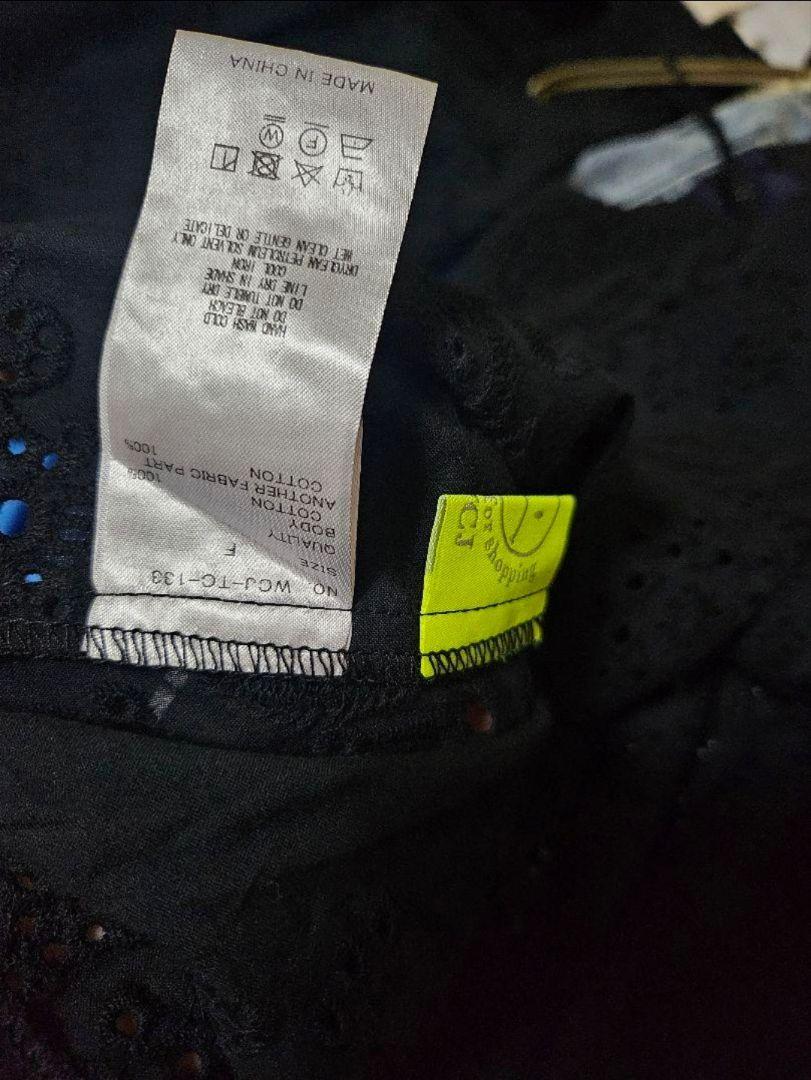 NO. WCJ-TC-133
SIZE F
QUALITY
BODY
COTTON 100%
ANOTHER FABRIC PART
COTTON 100%
HAND WASH COLD
DO NOT BLEACH
DO NOT TUMBLE DRY
LINE DRY IN SHADE
COOL IRON
DRYCLEAN PETROLEUM SOLVENT ONLY
WET CLEAN GENTLE OR DELICATE
F
W
MADE IN CHINA
for shopping
CJ